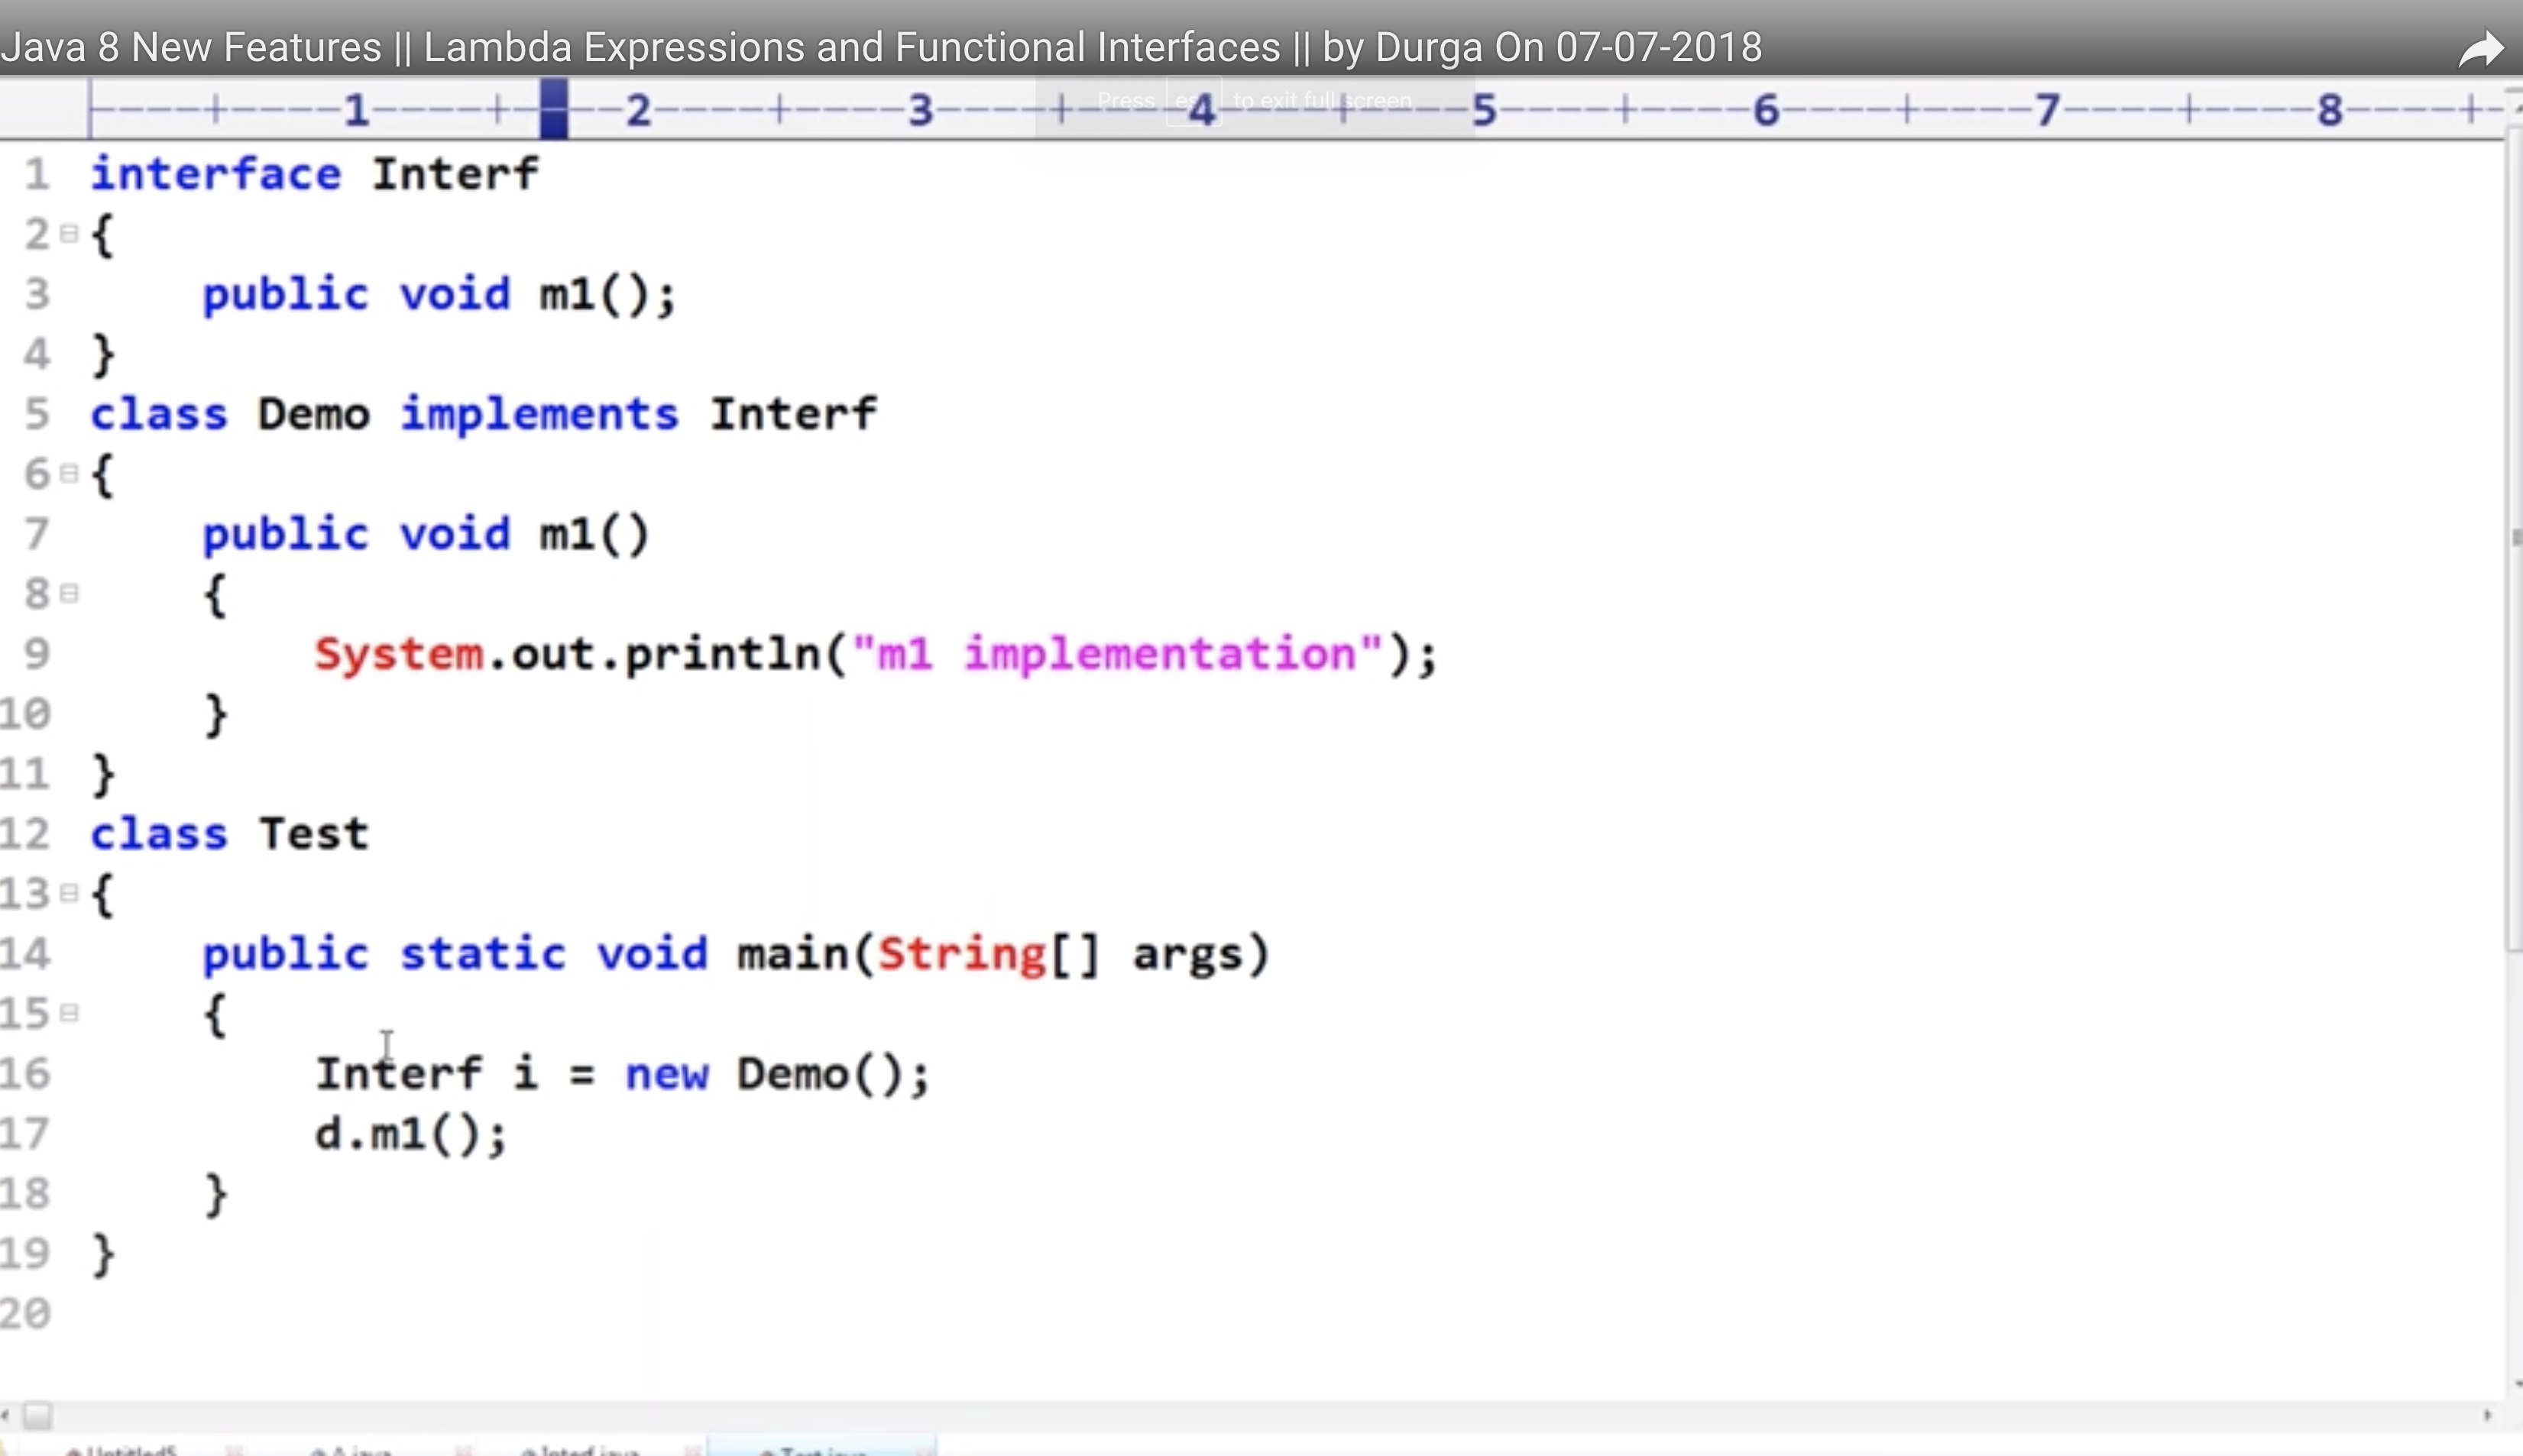 Java 8 New Features || Lambda Expressions and Functional Interfaces || by Durga On 07-07-2018
Press esc to exit full screen
----+----1----+----2----+----3----+----4----+----5----+----6----+----7----+----8----+-
1 interface Interf
2 {
3     public void m1();
4 }
5 class Demo implements Interf
6 {
7     public void m1()
8     {
9         System.out.println("m1 implementation");
10     }
11 }
12 class Test
13 {
14     public static void main(String[] args)
15     {
16         Interf i = new Demo();
17         d.m1();
18     }
19 }
20